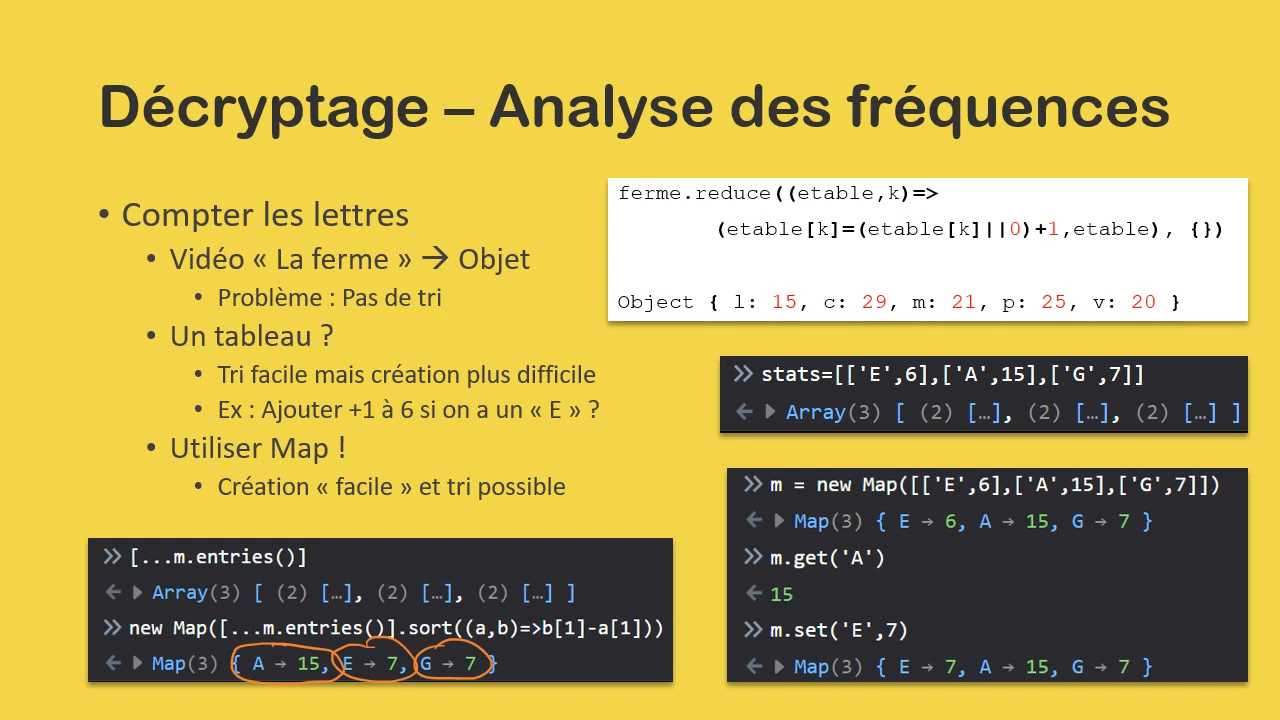 Décryptage – Analyse des fréquences
• Compter les lettres
• Vidéo « La ferme » → Objet
• Problème : Pas de tri
• Un tableau ?
• Tri facile mais création plus difficile
• Ex : Ajouter +1 à 6 si on a un « E » ?
• Utiliser Map !
• Création « facile » et tri possible
ferme.reduce((etable,k)=>
(etable[k]=(etable[k]||0)+1,etable), {})
Object { l: 15, c: 29, m: 21, p: 25, v: 20 }
stats=[['E',6],['A',15],['G',7]]
Array(3) [ (2) […], (2) […], (2) […] ]
m = new Map([['E',6],['A',15],['G',7]])
Map(3) { E → 6, A → 15, G → 7 }
m.get('A')
15
m.set('E',7)
Map(3) { E → 7, A → 15, G → 7 }
[...m.entries()]
Array(3) [ (2) […], (2) […], (2) […] ]
new Map([...m.entries()].sort((a,b)=>b[1]-a[1]))
Map(3) { A → 15, E → 7, G → 7 }